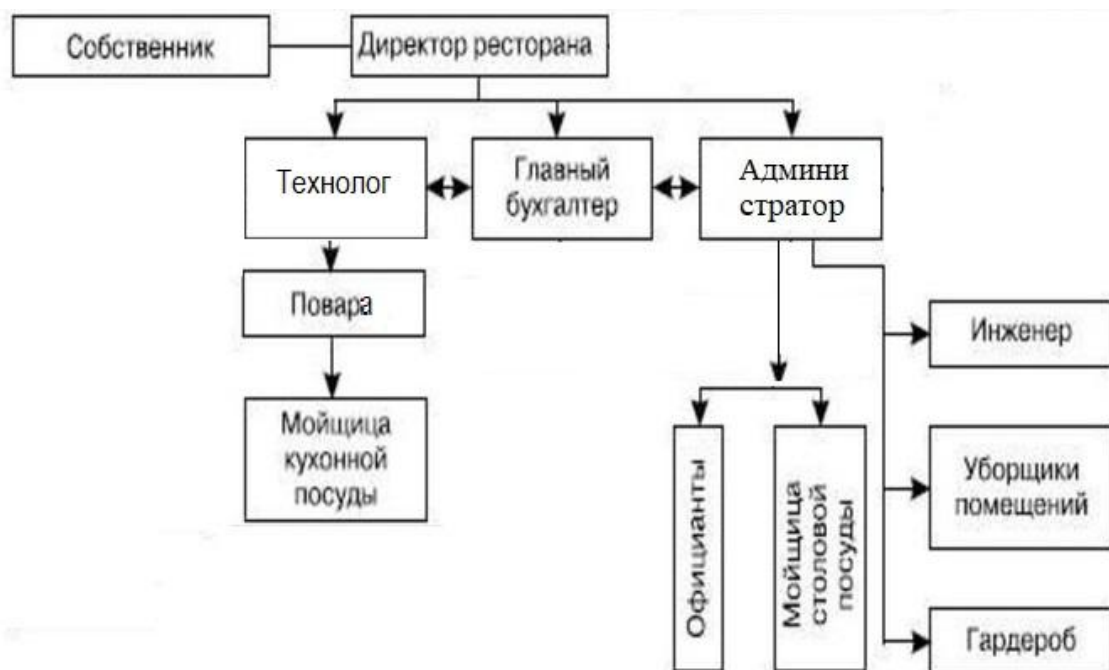 Собственник
Директор ресторана
Технолог
Главный
бухгалтер
Админи
стратор
Повара
Инженер
Мойщица
кухонной
посуды
Официанты
Мойщица
столовой
посуды
Уборщики
помещений
Гардероб